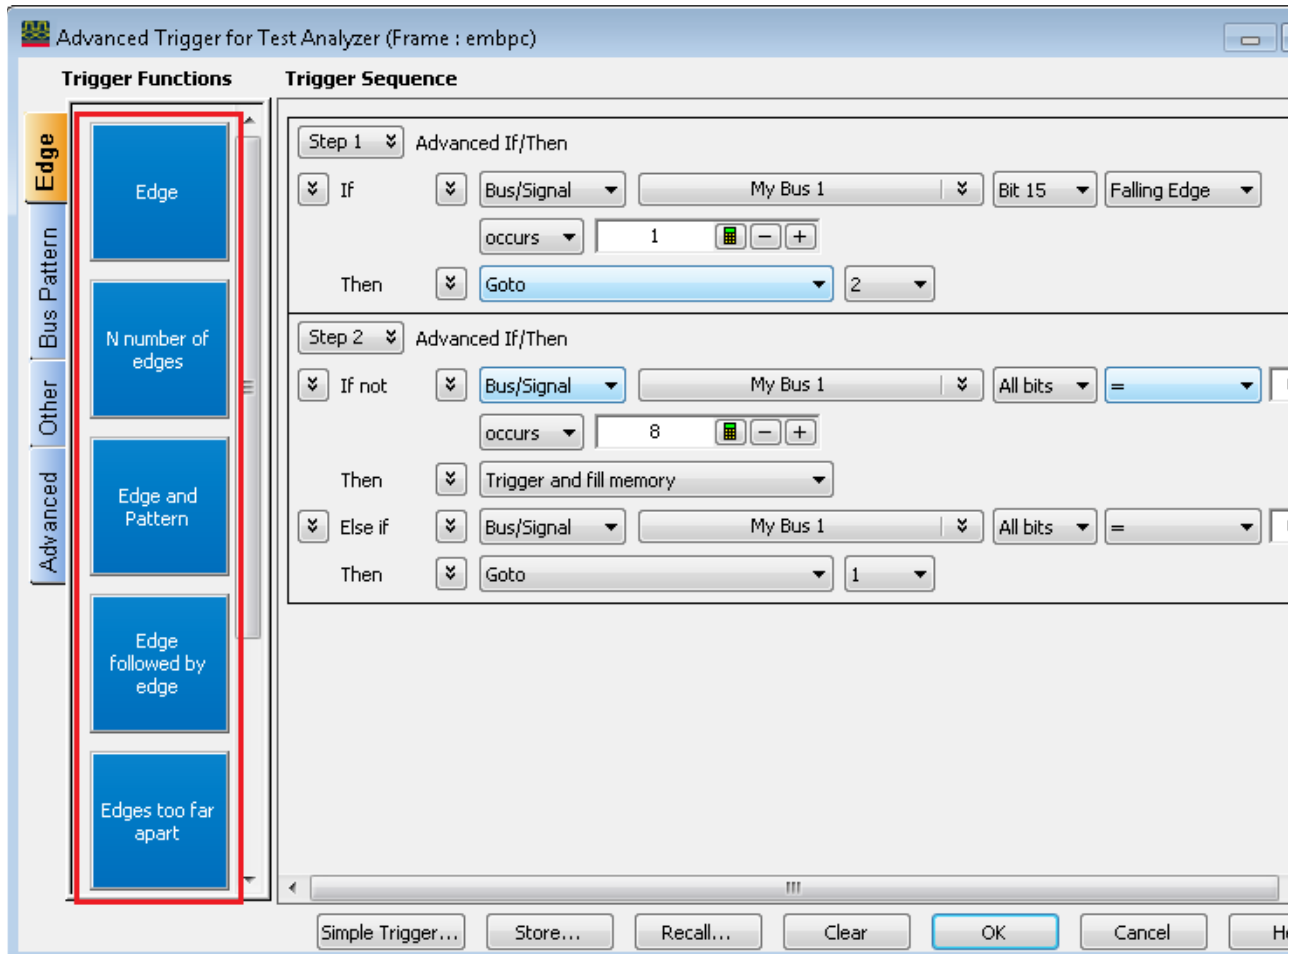 Advanced Trigger for Test Analyzer (Frame : embpc)
Trigger Functions
Trigger Sequence
Edge
Bus Pattern
Other
Advanced
Edge
N number of
edges
Edge and
Pattern
Edge
followed by
edge
Edges too far
apart
Step 1 Advanced If/Then
If Bus/Signal My Bus 1 Bit 15 Falling Edge
occurs 1 − +
Then Goto 2
Step 2 Advanced If/Then
If not Bus/Signal My Bus 1 All bits =
occurs 8 − +
Then Trigger and fill memory
Else if Bus/Signal My Bus 1 All bits =
Then Goto 1
Simple Trigger... Store... Recall... Clear OK Cancel